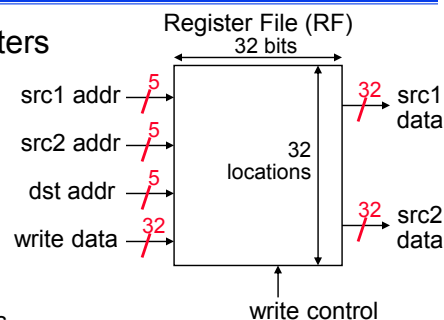 Register File (RF)
ters
32 bits
src1 addr
5
32
src1
data
src2 addr
5
32
locations
dst addr
5
write data
32
32
src2
data
write control